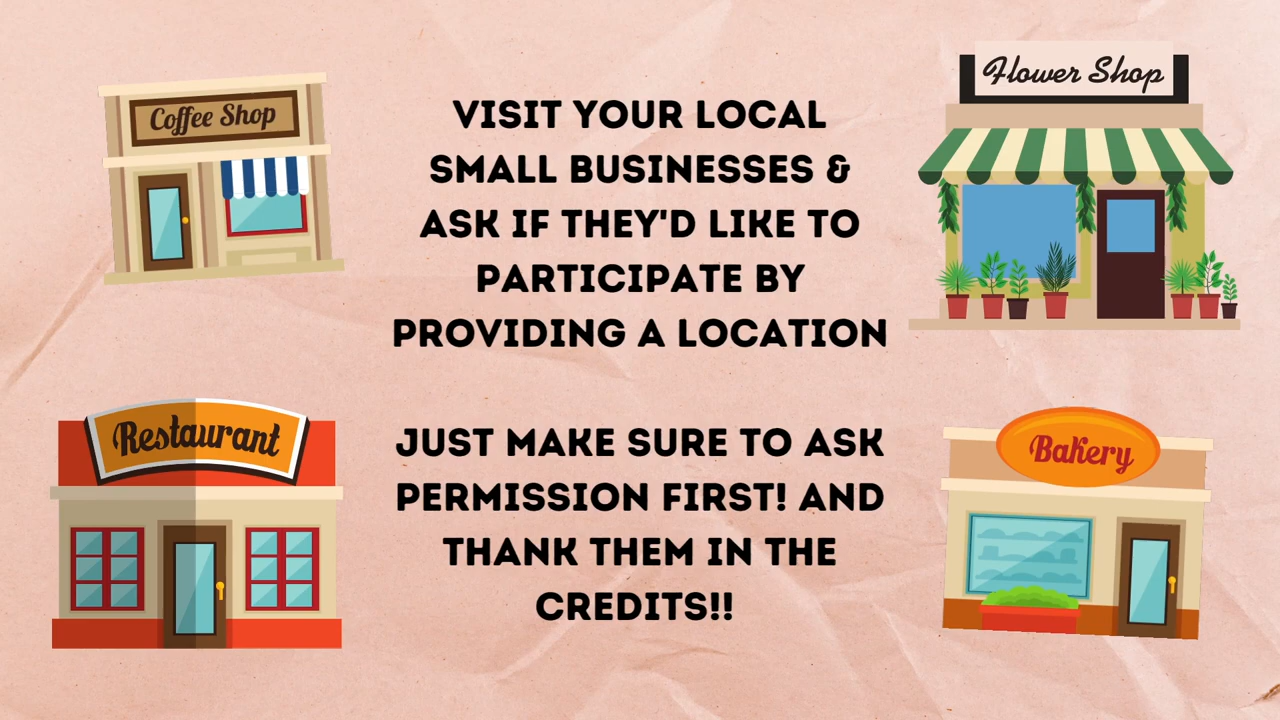 Coffee Shop
Flower Shop
VISIT YOUR LOCAL
SMALL BUSINESSES &
ASK IF THEY'D LIKE TO
PARTICIPATE BY
PROVIDING A LOCATION
Restaurant
Bakery
JUST MAKE SURE TO ASK
PERMISSION FIRST! AND
THANK THEM IN THE
CREDITS!!